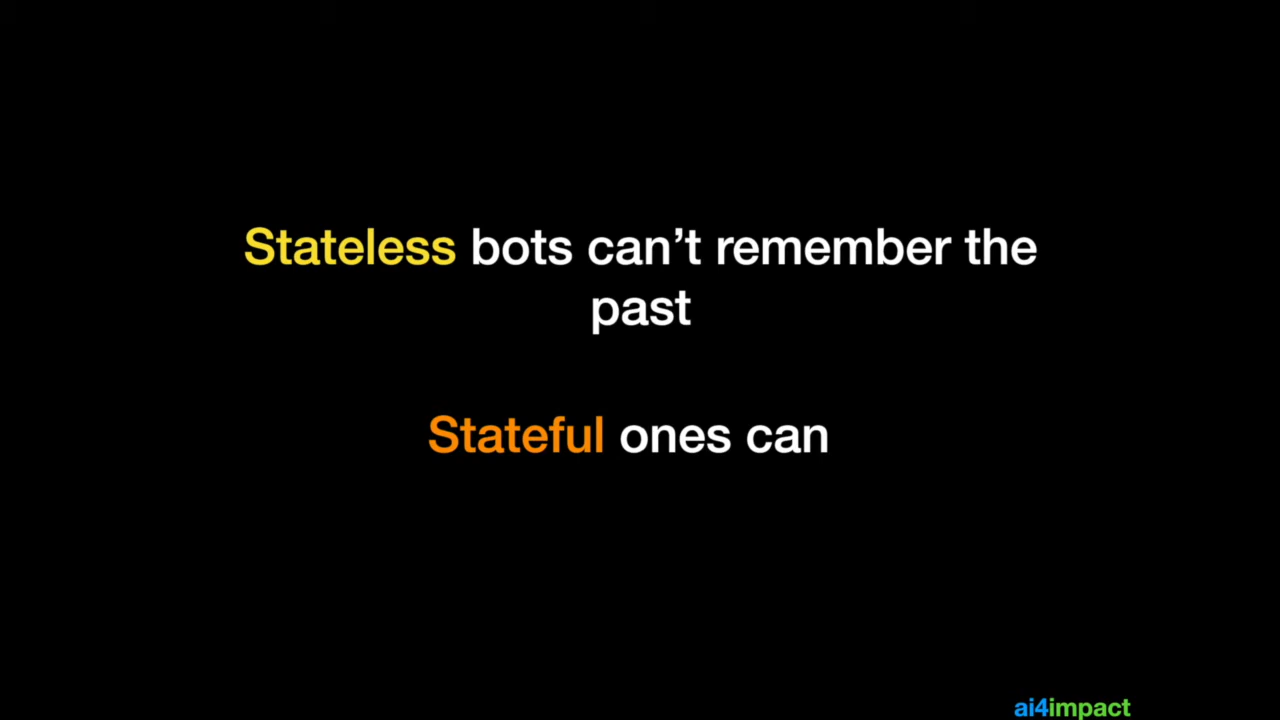 Stateless bots can’t remember the
past
Stateful ones can
ai4impact